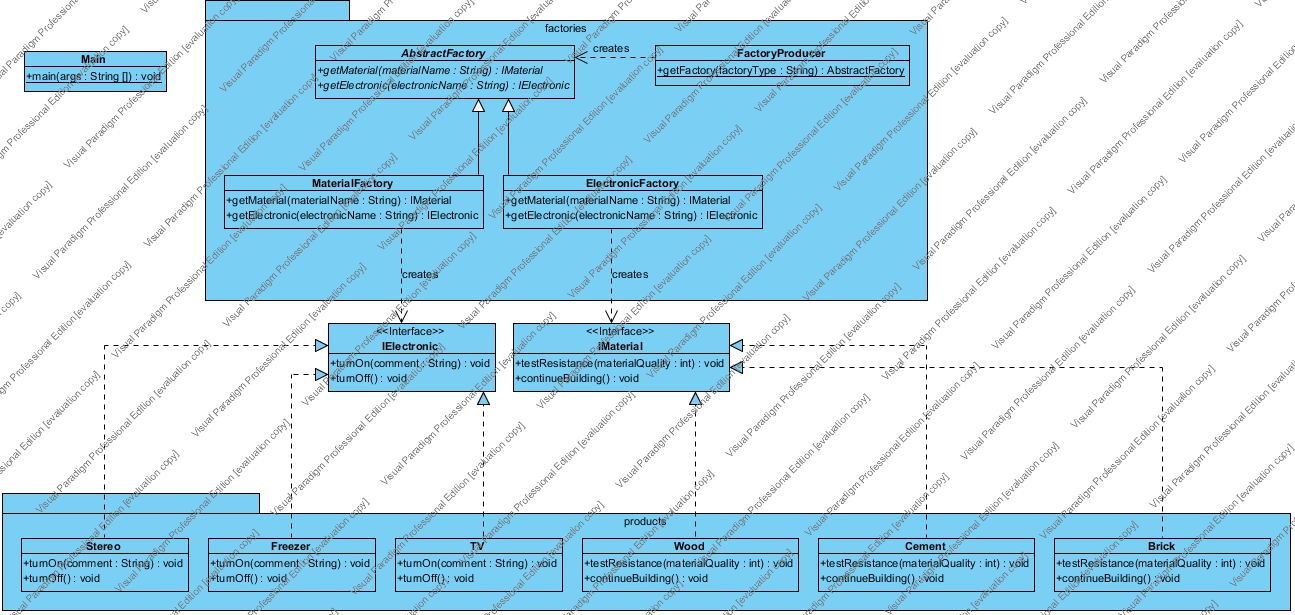 factories
AbstractFactory
+getMaterial(materialName : String) : IMaterial
+getElectronic(electronicName : String) : IElectronic
creates
FactoryProducer
+getFactory(factoryType : String) : AbstractFactory
Main
+main(args : String []) : void
MaterialFactory
+getMaterial(materialName : String) : IMaterial
+getElectronic(electronicName : String) : IElectronic
ElectronicFactory
+getMaterial(materialName : String) : IMaterial
+getElectronic(electronicName : String) : IElectronic
creates
creates
<<Interface>>
IElectronic
+turnOn(comment : String) : void
+turnOff() : void
<<Interface>>
IMaterial
+testResistance(materialQuality : int) : void
+continueBuilding() : void
products
Stereo
+turnOn(comment : String) : void
+turnOff() : void
Freezer
+turnOn(comment : String) : void
+turnOff() : void
TV
+turnOn(comment : String) : void
+turnOff() : void
Wood
+testResistance(materialQuality : int) : void
+continueBuilding() : void
Cement
+testResistance(materialQuality : int) : void
+continueBuilding() : void
Brick
+testResistance(materialQuality : int) : void
+continueBuilding() : void
Visual Paradigm Professional Edition [evaluation copy]